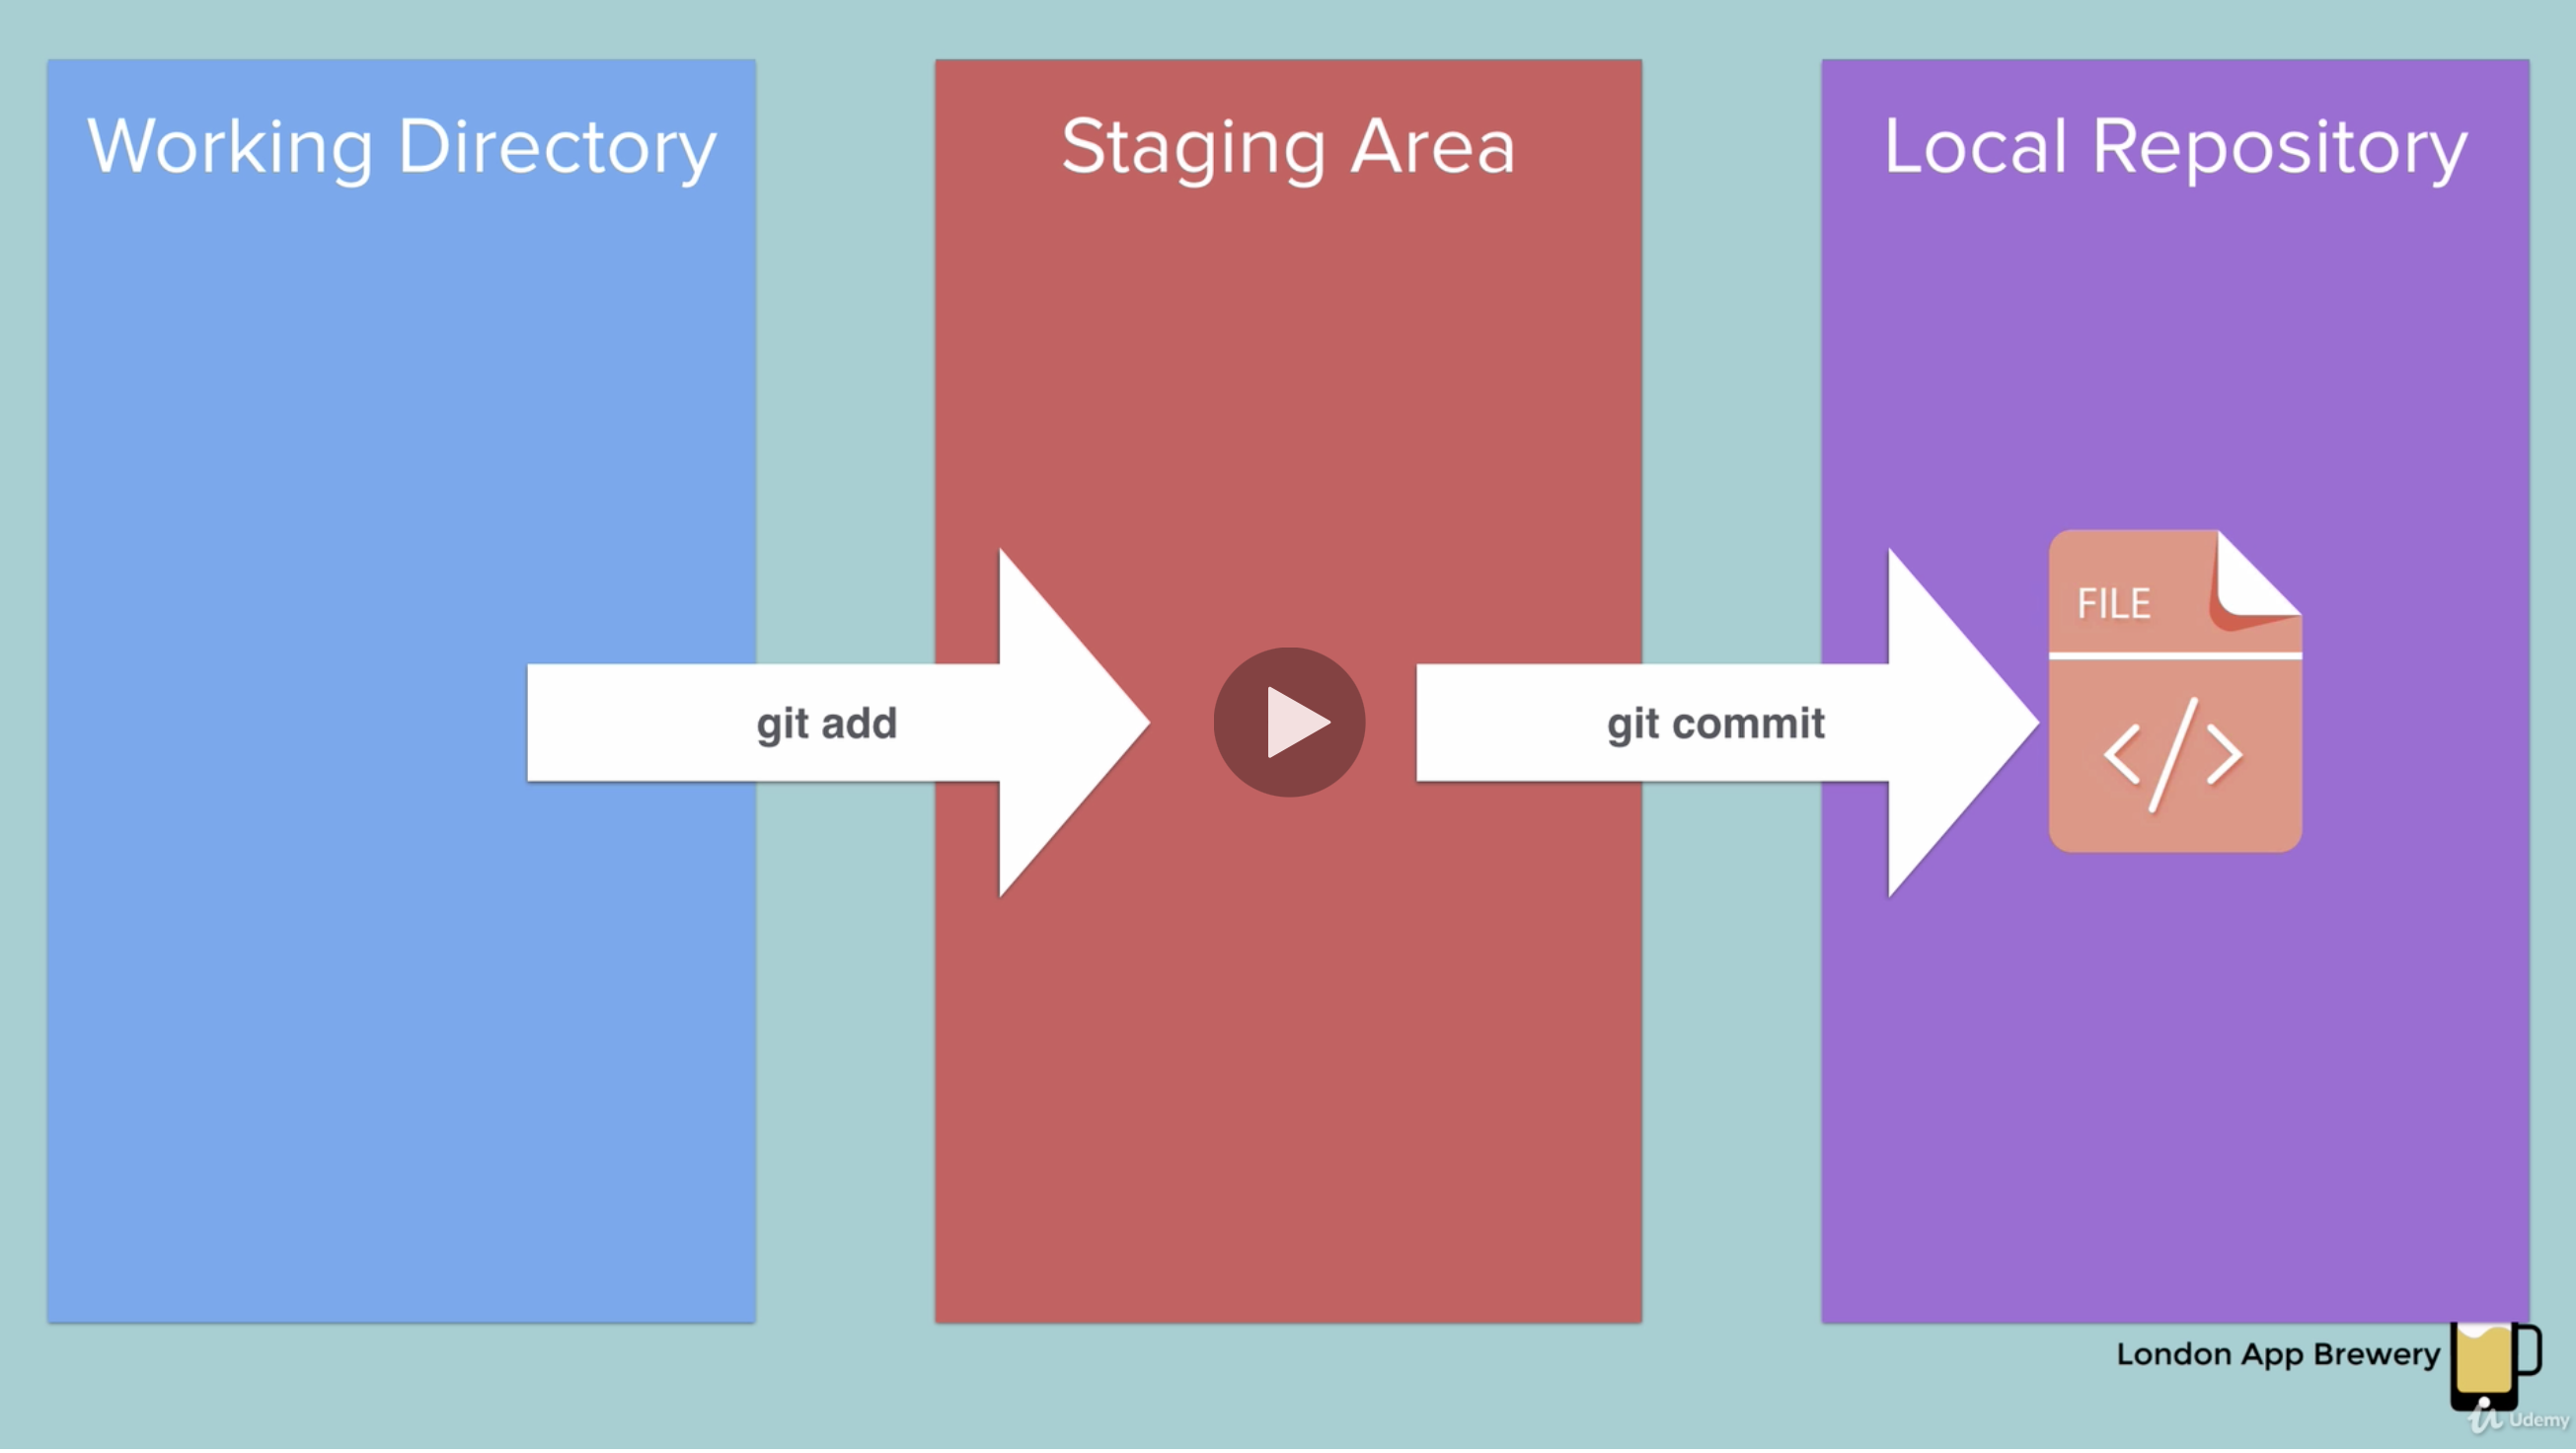 Working Directory
Staging Area
Local Repository
git add
git commit
FILE
</>
London App Brewery
Udemy